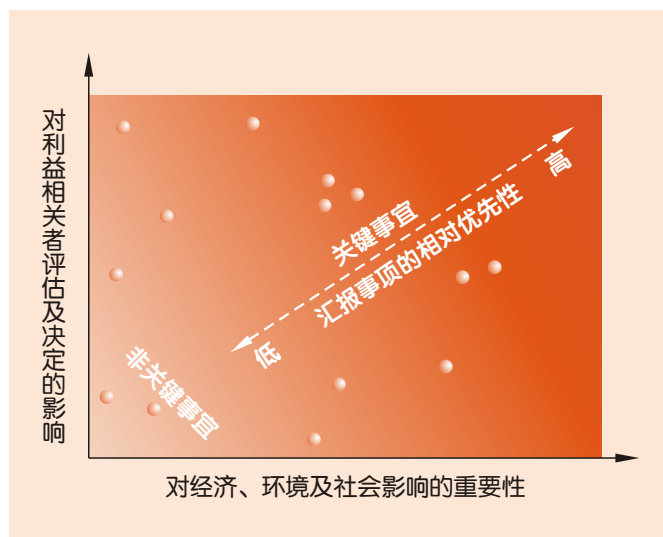 对利益相关者评估及决定的影响
高
关键事宜
汇报事项的相对优先性
低
非关键事宜
对经济、环境及社会影响的重要性